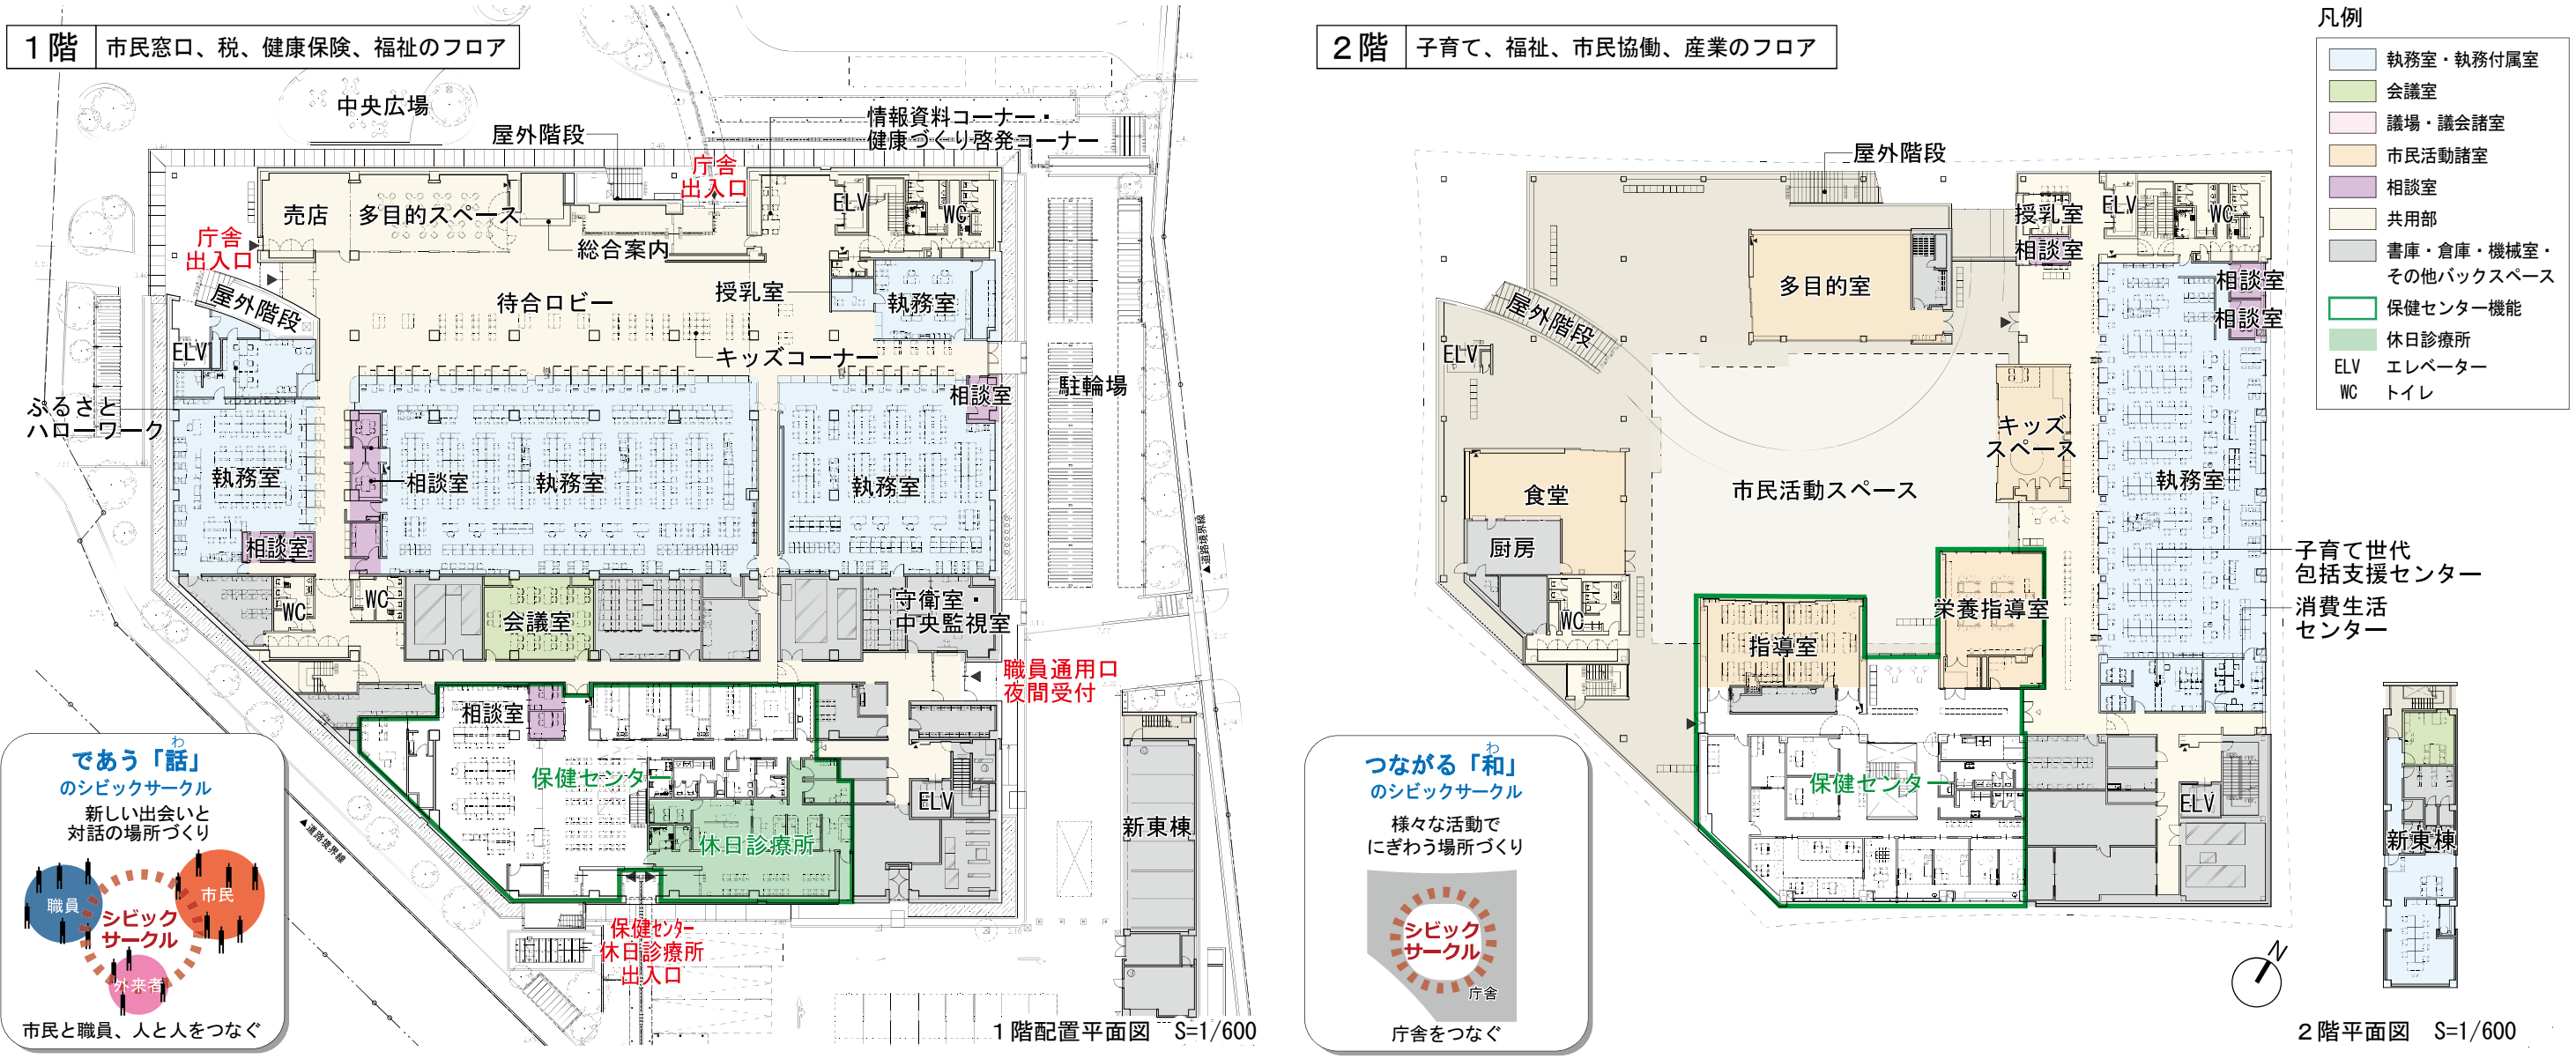 1階 市民窓口、税、健康保険、福祉のフロア
中央広場
屋外階段
情報資料コーナー・
健康づくり啓発コーナー
庁舎
出入口
売店
多目的スペース
ELV
WC
庁舎
出入口
総合案内
屋外階段
待合ロビー
授乳室
執務室
ELV
キッズコーナー
相談室
駐輪場
ふるさと
ハローワーク
執務室
相談室
執務室
執務室
相談室
▲道路境界線
WC
WC
会議室
守衛室・
中央監視室
職員通用口
夜間受付
相談室
保健センター
ELV
休日診療所
新東棟
▲道路境界線
保健センター
休日診療所
出入口
わ
であう「話」
のシビックサークル
新しい出会いと
対話の場所づくり
職員
市民
シビック
サークル
外来者
市民と職員、人と人をつなぐ
1階配置平面図 S=1/600
2階 子育て、福祉、市民協働、産業のフロア
屋外階段
授乳室
ELV
WC
相談室
多目的室
相談室
屋外階段
相談室
ELV
キッズ
スペース
市民活動スペース
執務室
食堂
厨房
子育て世代
包括支援センター
WC
栄養指導室
消費生活
センター
指導室
保健センター
ELV
新東棟
わ
つながる「和」
のシビックサークル
様々な活動で
にぎわう場所づくり
シビック
サークル
庁舎
庁舎をつなぐ
N
2階平面図 S=1/600
凡例
執務室・執務付属室
会議室
議場・議会諸室
市民活動諸室
相談室
共用部
書庫・倉庫・機械室・
その他バックスペース
保健センター機能
休日診療所
ELV エレベーター
WC トイレ